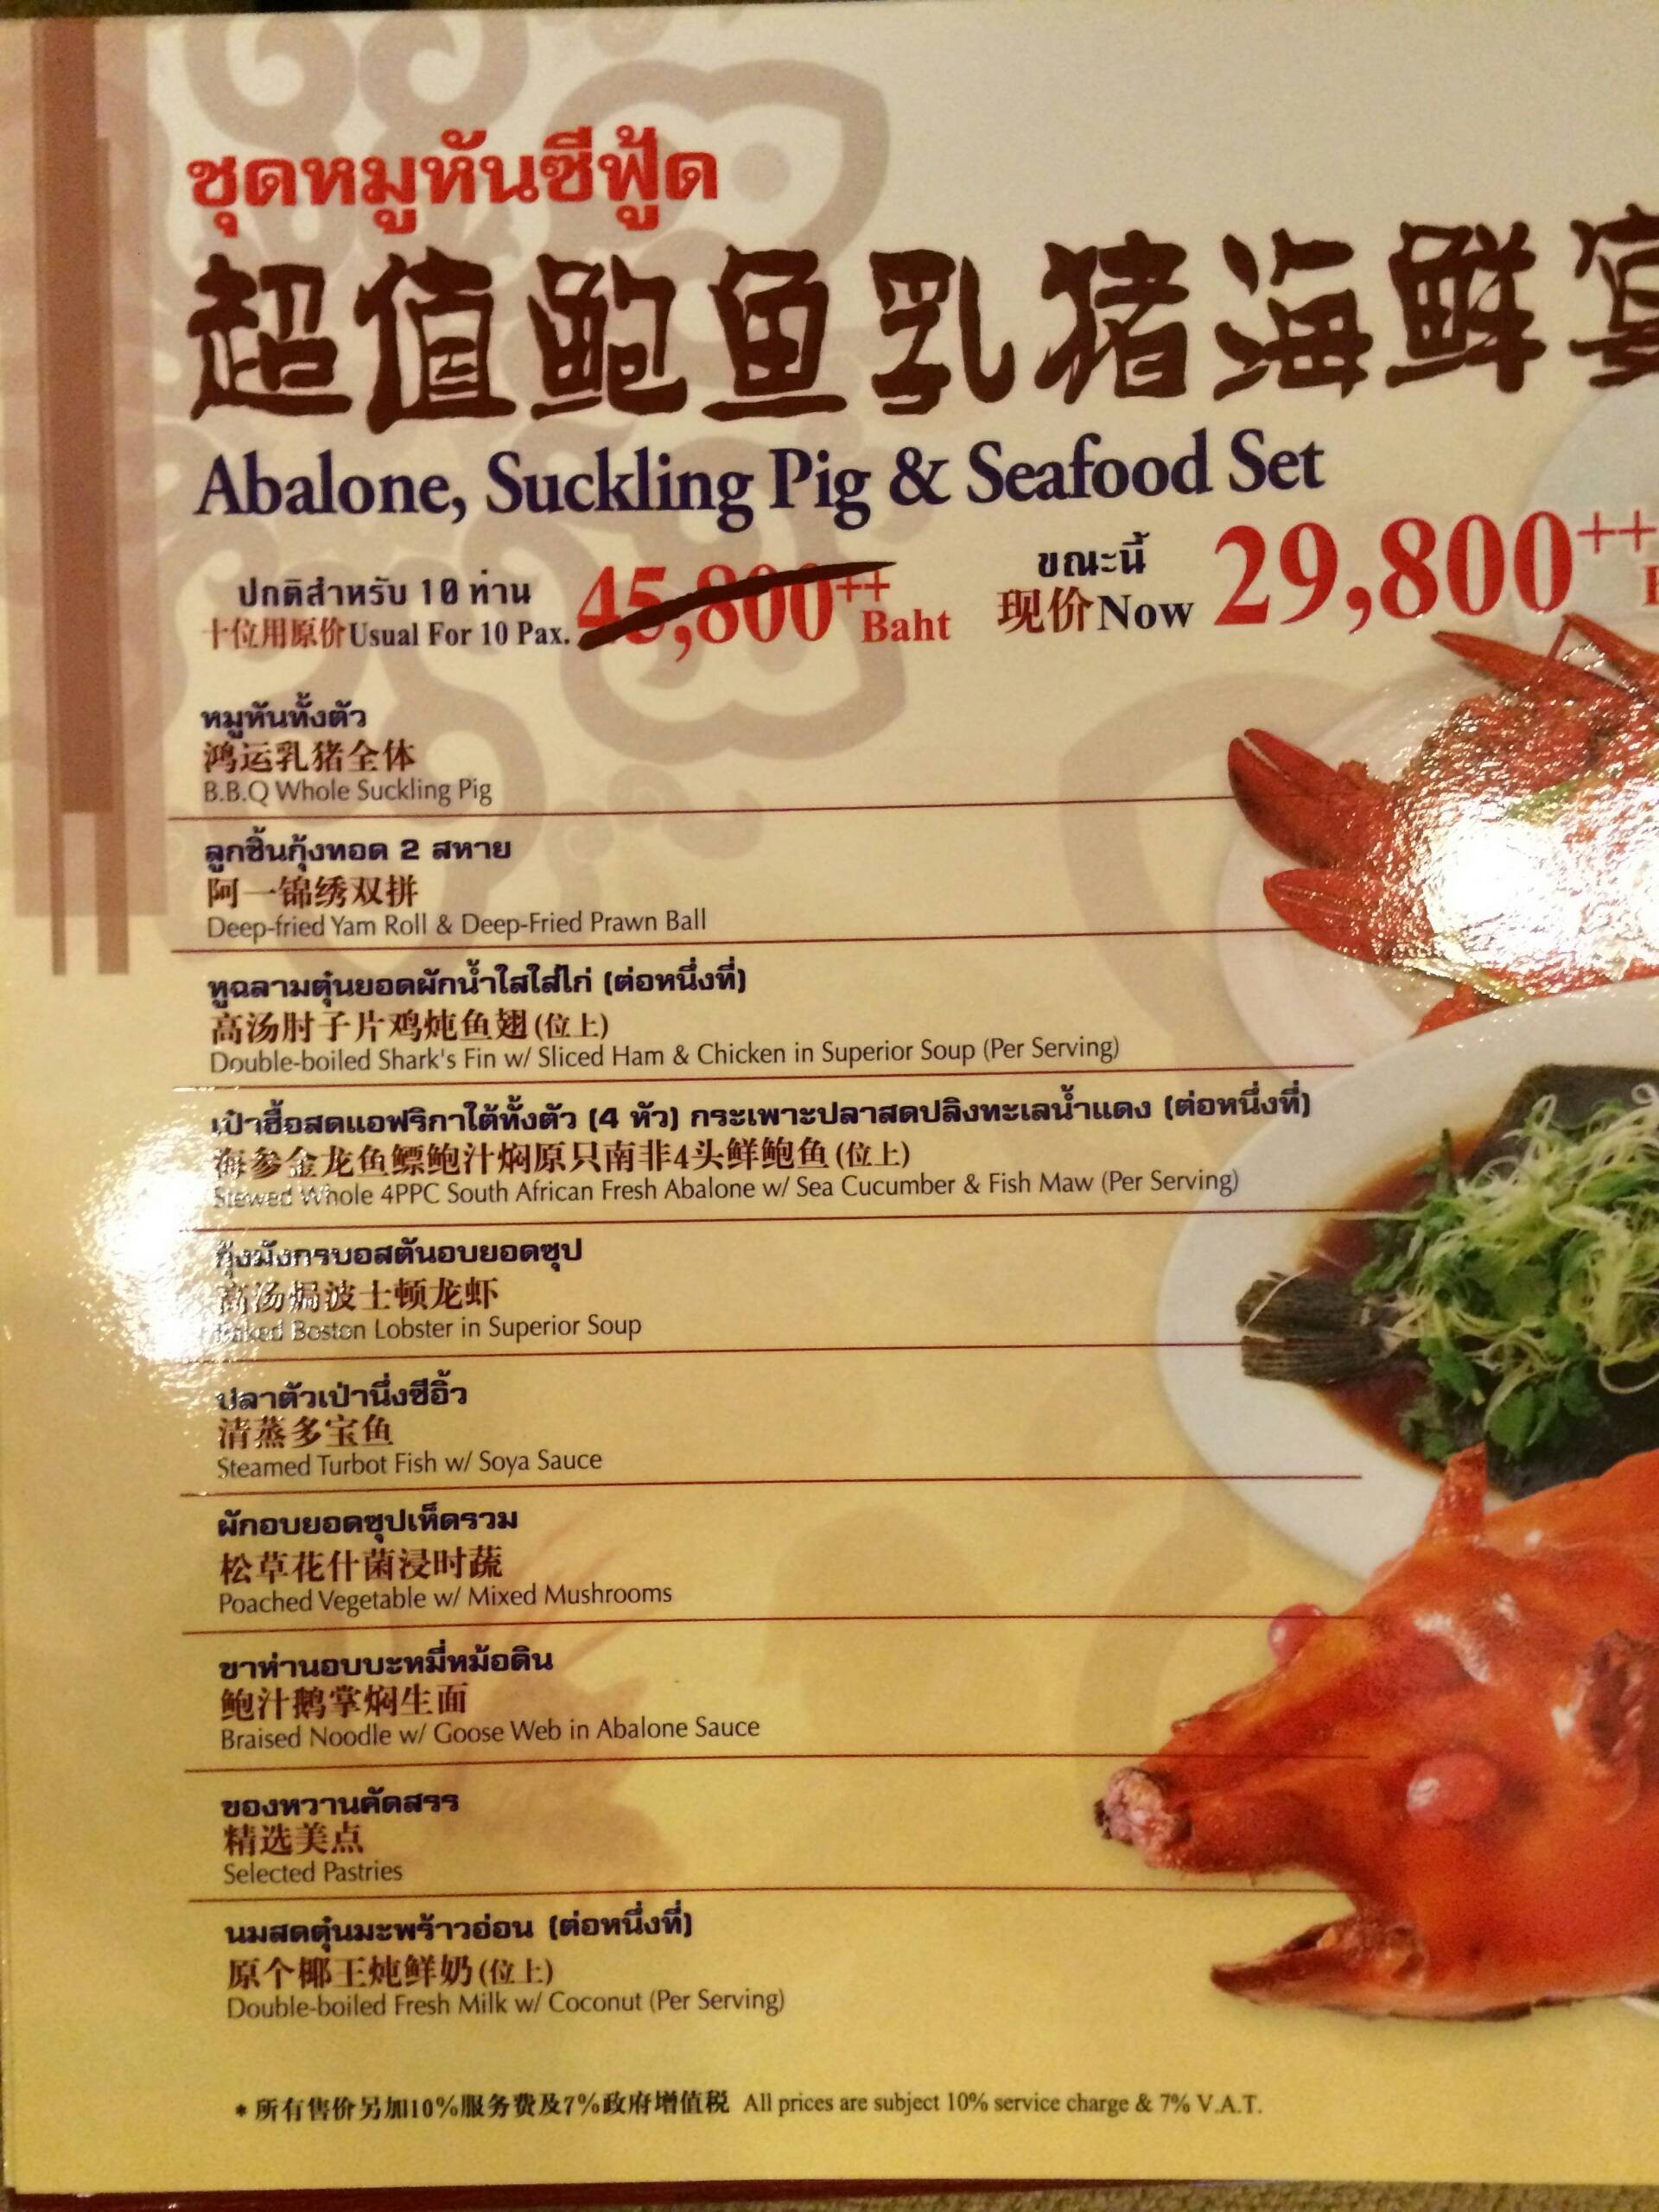 ชุดหมูหันซีฟู้ด
超值鲍鱼乳猪海鲜宴
Abalone, Suckling Pig & Seafood Set
ปกติสำหรับ 10 ท่าน
十位用原价 Usual For 10 Pax. 45,800++ Baht
ขณะนี้
现价 Now 29,800++
หมูหันทั้งตัว
鸿运乳猪全体
B.B.Q Whole Suckling Pig
ลูกชิ้นกุ้งทอด 2 สหาย
阿一锦绣双拼
Deep-fried Yam Roll & Deep-Fried Prawn Ball
หูฉลามตุ๋นยอดผักน้ำใสใส่ไก่ (ต่อหนึ่งที่)
高汤肘子片鸡炖鱼翅(位上)
Double-boiled Shark's Fin w/ Sliced Ham & Chicken in Superior Soup (Per Serving)
เป๋าฮื้อสดแอฟริกาใต้ทั้งตัว (4 หัว) กระเพาะปลาสดปลิงทะเลน้ำแดง (ต่อหนึ่งที่)
海参金龙鱼鳔鲍汁焖原只南非4头鲜鲍鱼(位上)
Stewed Whole 4PPC South African Fresh Abalone w/ Sea Cucumber & Fish Maw (Per Serving)
กุ้งมังกรบอสตันอบยอดซุป
高汤焗波士顿龙虾
Baked Boston Lobster in Superior Soup
ปลาตัวเป่านึ่งซีอิ้ว
清蒸多宝鱼
Steamed Turbot Fish w/ Soya Sauce
ผักอบยอดซุปเห็ดรวม
松草花什菌浸时蔬
Poached Vegetable w/ Mixed Mushrooms
ขาห่านอบบะหมี่หม้อดิน
鲍汁鹅掌焖生面
Braised Noodle w/ Goose Web in Abalone Sauce
ของหวานคัดสรร
精选美点
Selected Pastries
นมสดตุ๋นมะพร้าวอ่อน (ต่อหนึ่งที่)
原个椰王炖鲜奶(位上)
Double-boiled Fresh Milk w/ Coconut (Per Serving)
* 所有售价另加10%服务费及7%政府增值税 All prices are subject 10% service charge & 7% V.A.T.